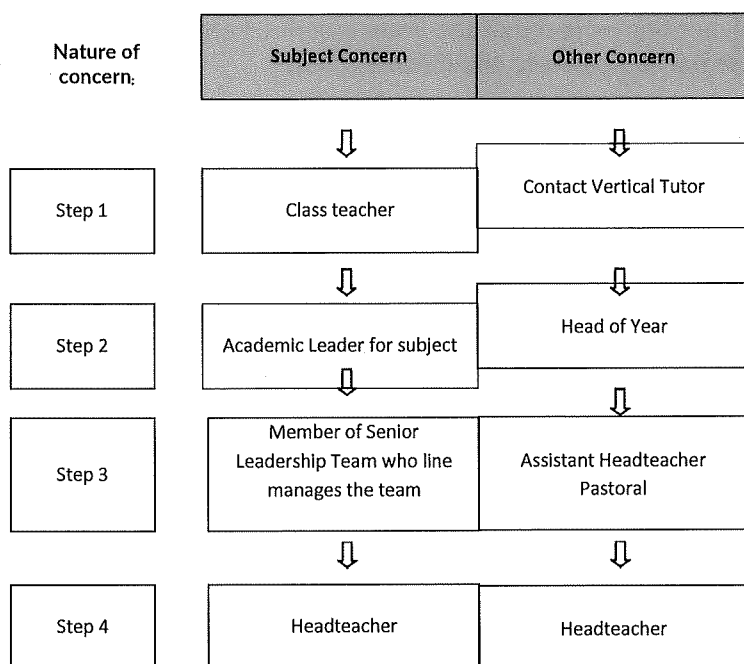 Nature of
concern:
Subject Concern
Other Concern
Step 1
Class teacher
Contact Vertical Tutor
Step 2
Academic Leader for subject
Head of Year
Step 3
Member of Senior
Leadership Team who line
manages the team
Assistant Headteacher
Pastoral
Step 4
Headteacher
Headteacher